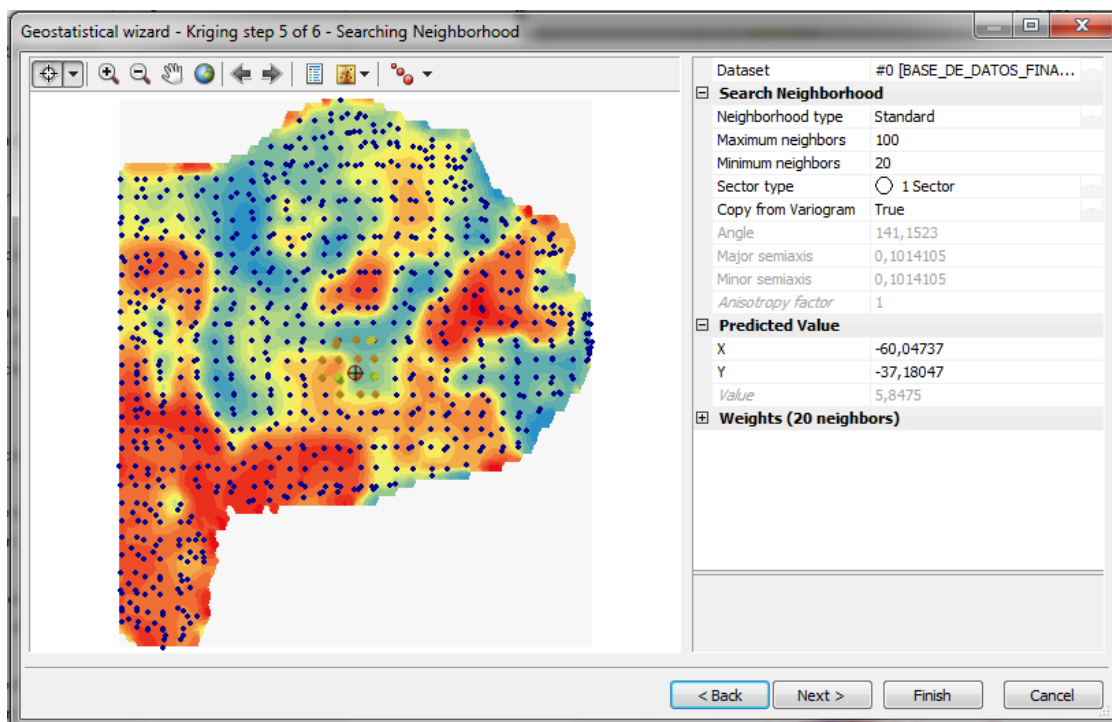 Geostatistical wizard - Kriging step 5 of 6 - Searching Neighborhood
Dataset #0 [BASE_DE_DATOS_FINA...
Search Neighborhood
Neighborhood type Standard
Maximum neighbors 100
Minimum neighbors 20
Sector type 1 Sector
Copy from Variogram True
Angle 141,1523
Major semiaxis 0,1014105
Minor semiaxis 0,1014105
Anisotropy factor 1
Predicted Value
X -60,04737
Y -37,18047
Value 5,8475
Weights (20 neighbors)
< Back Next > Finish Cancel